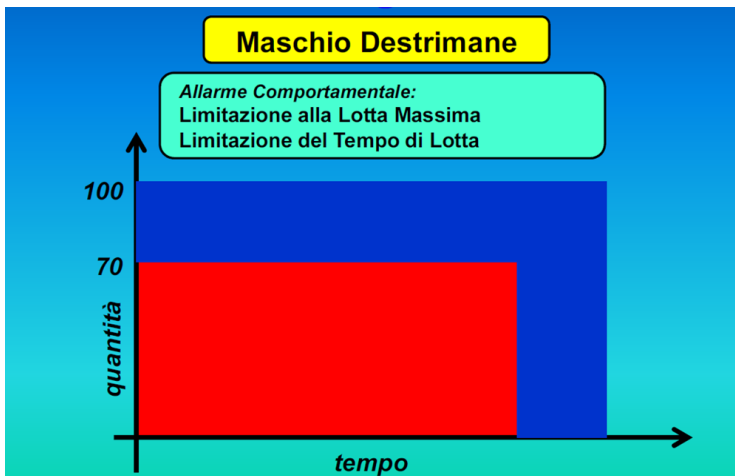 Maschio Destrimane
Allarme Comportamentale:
Limitazione alla Lotta Massima
Limitazione del Tempo di Lotta
100
70
quantità
tempo